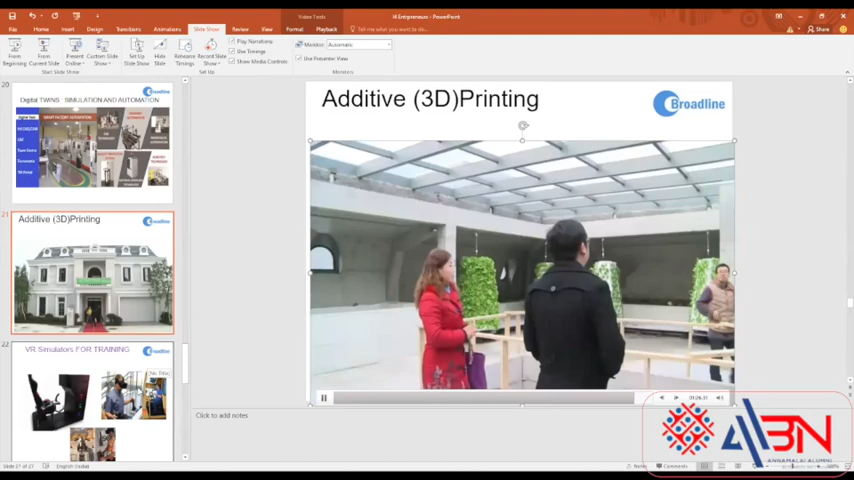 Video Tools
I4 Entrepreneurs - PowerPoint
File
Home
Insert
Design
Transitions
Animations
Slide Show
Review
View
Format
Playback
Tell me what you want to do...
Share
From Beginning
From Current Slide
Present Online
Custom Slide Show
Set Up Slide Show
Hide Slide
Rehearse Timings
Record Slide Show
Play Narrations
Use Timings
Show Media Controls
Monitor:
Automatic
Use Presenter View
Start Slide Show
Set Up
Monitors
20
Broadline
Digital TWINS SIMULATION AND AUTOMATION
21
Additive (3D)Printing
Broadline
22
VR Simulators FOR TRAINING
Broadline
[No Title]
Additive (3D)Printing
Broadline
Click to add notes
Slide 21 of 27
English (India)
Notes
Comments
ABN
ANNAMALAI ALUMNI